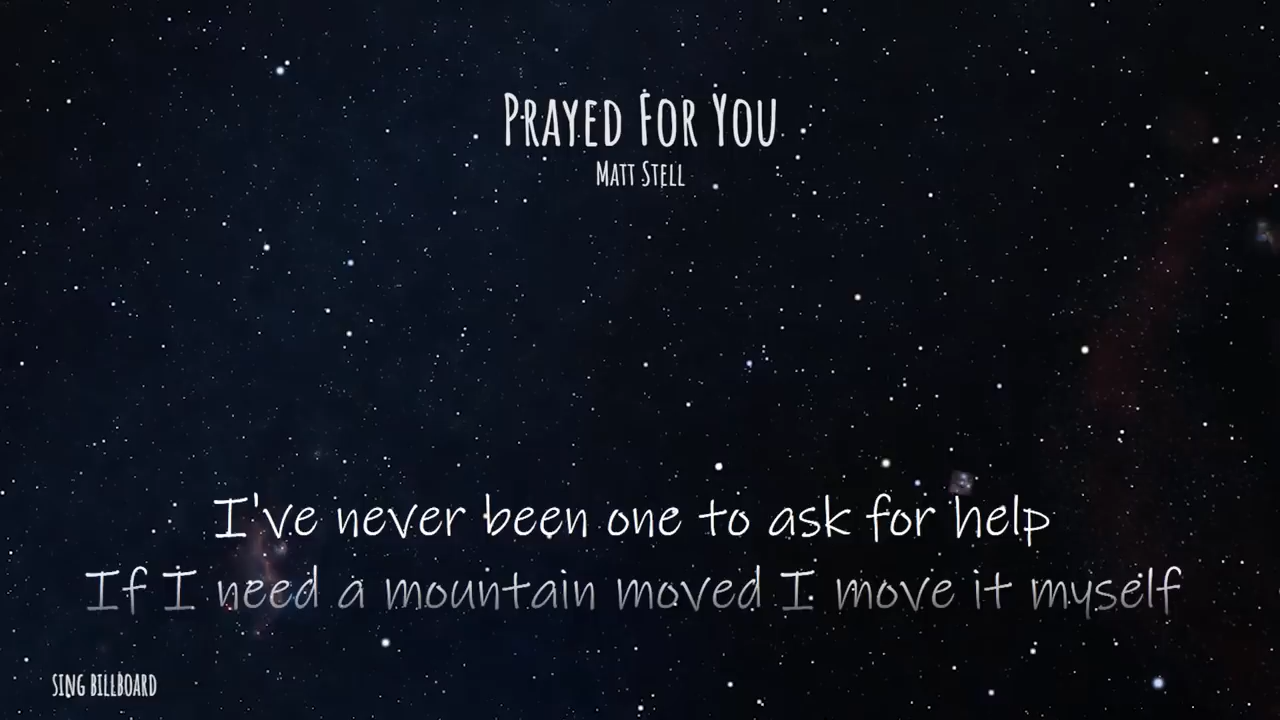 Prayed For You
Matt Stell
I've never been one to ask for help
If I need a mountain moved I move it myself
SING BILLBOARD